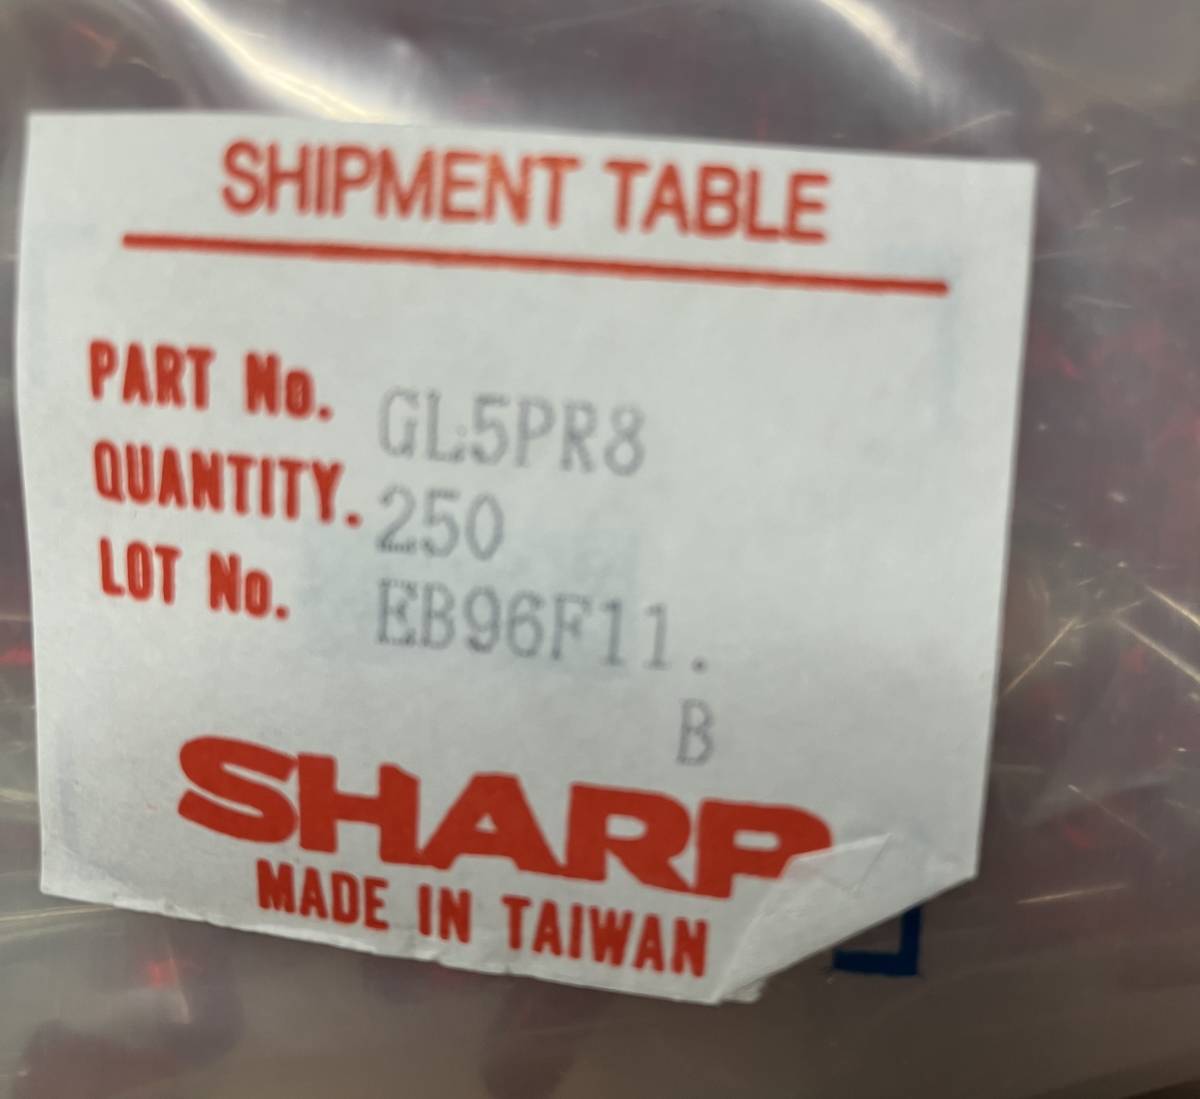 SHIPMENT TABLE
PART No. GL5PR8
QUANTITY. 250
LOT No. EB96F11.
B
SHARP
MADE IN TAIWAN